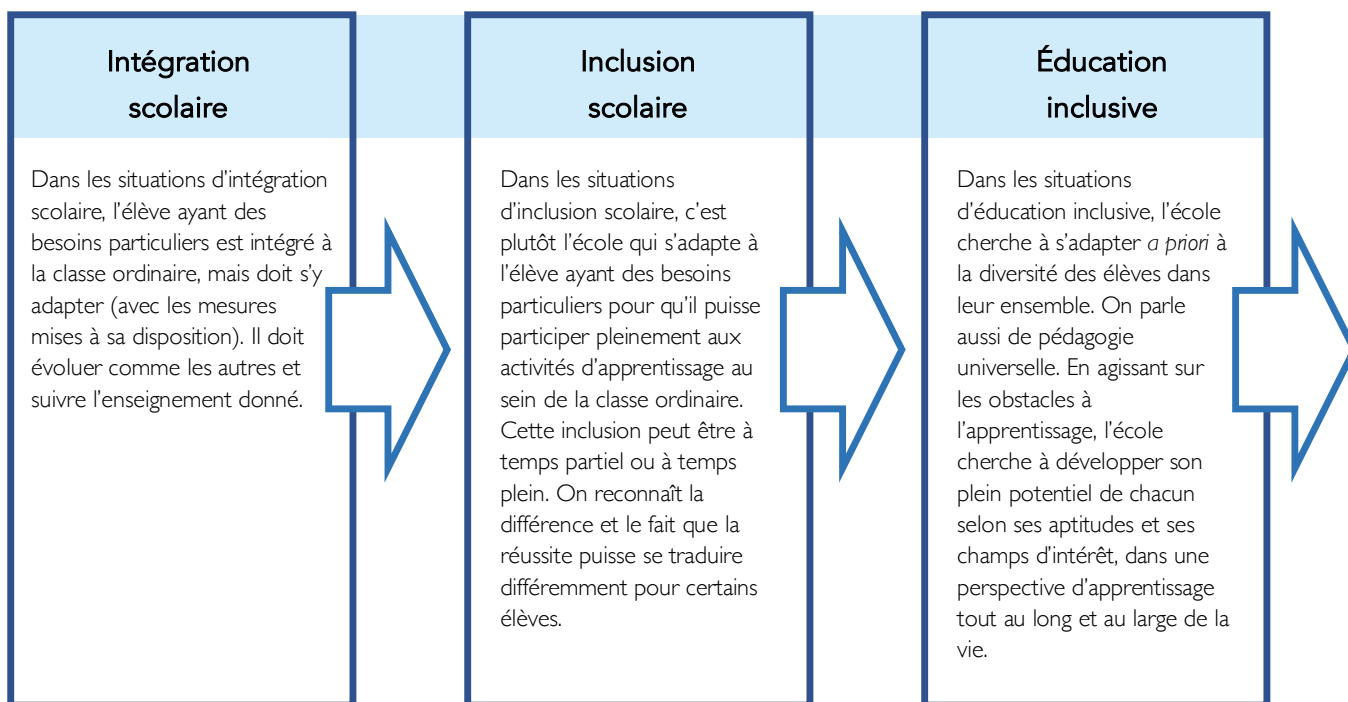 Intégration
scolaire
Dans les situations d’intégration
scolaire, l’élève ayant des
besoins particuliers est intégré à
la classe ordinaire, mais doit s’y
adapter (avec les mesures
mises à sa disposition). Il doit
évoluer comme les autres et
suivre l’enseignement donné.
Inclusion
scolaire
Dans les situations
d’inclusion scolaire, c’est
plutôt l’école qui s’adapte à
l’élève ayant des besoins
particuliers pour qu’il puisse
participer pleinement aux
activités d’apprentissage au
sein de la classe ordinaire.
Cette inclusion peut être à
temps partiel ou à temps
plein. On reconnaît la
différence et le fait que la
réussite puisse se traduire
différemment pour certains
élèves.
Éducation
inclusive
Dans les situations
d’éducation inclusive, l’école
cherche à s’adapter a priori à
la diversité des élèves dans
leur ensemble. On parle
aussi de pédagogie
universelle. En agissant sur
les obstacles à
l’apprentissage, l’école
cherche à développer son
plein potentiel de chacun
selon ses aptitudes et ses
champs d’intérêt, dans une
perspective d’apprentissage
tout au long et au large de la
vie.